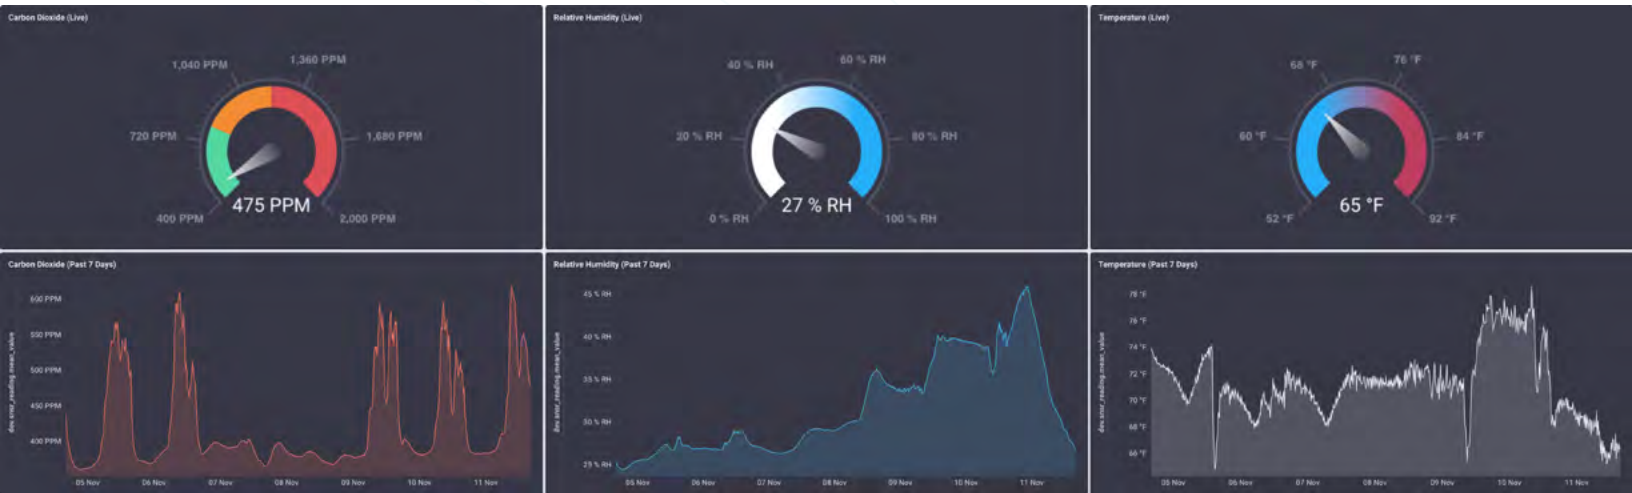 Carbon Dioxide (Live)
1,040 PPM
1,360 PPM
720 PPM
1,680 PPM
400 PPM
475 PPM
2,000 PPM
Relative Humidity (Live)
40 % RH
60 % RH
20 % RH
80 % RH
0 % RH
27 % RH
100 % RH
Temperature (Live)
68 °F
76 °F
60 °F
84 °F
52 °F
65 °F
92 °F
Carbon Dioxide (Past 7 Days)
600 PPM
550 PPM
500 PPM
450 PPM
400 PPM
device_reading.mean_value
05 Nov
06 Nov
07 Nov
08 Nov
09 Nov
10 Nov
11 Nov
Relative Humidity (Past 7 Days)
45 % RH
40 % RH
35 % RH
30 % RH
25 % RH
05 Nov
06 Nov
07 Nov
08 Nov
09 Nov
10 Nov
11 Nov
Temperature (Past 7 Days)
78 °F
76 °F
74 °F
72 °F
70 °F
68 °F
66 °F
05 Nov
06 Nov
07 Nov
08 Nov
09 Nov
10 Nov
11 Nov